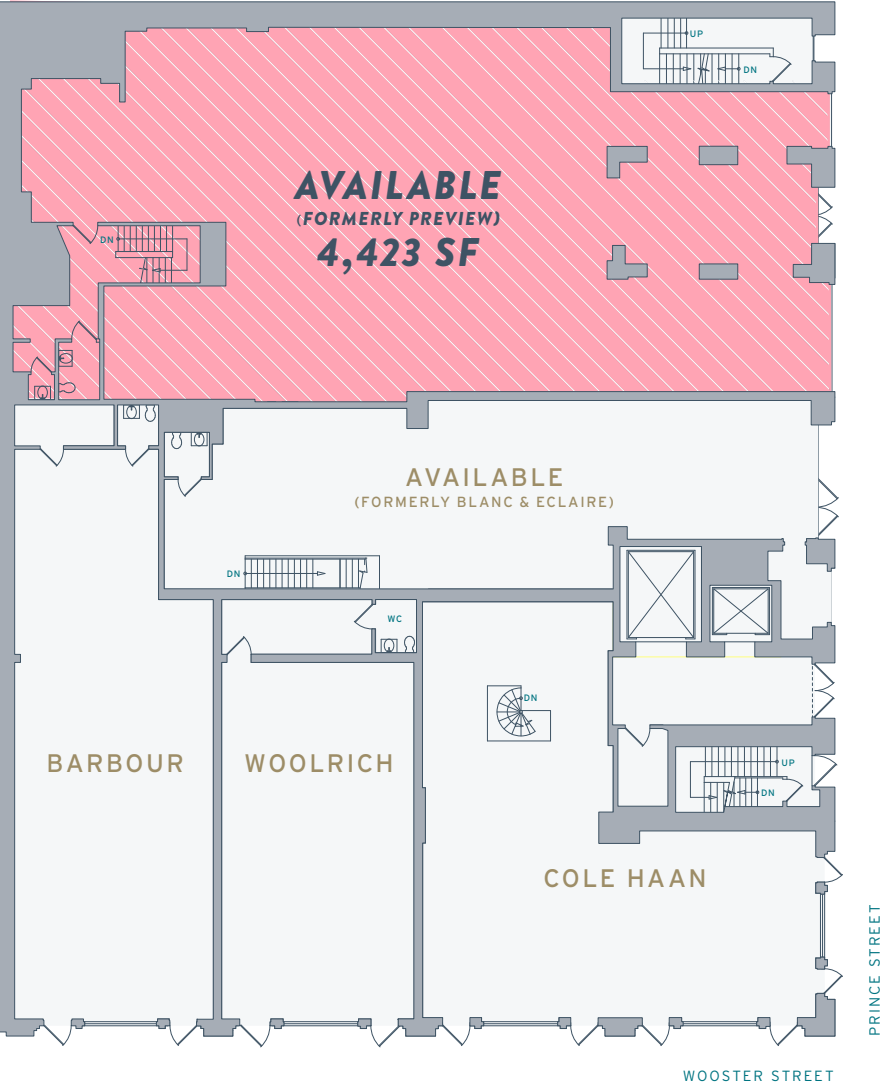 UP
DN
AVAILABLE
(FORMERLY PREVIEW)
4,423 SF
DN
AVAILABLE
(FORMERLY BLANC & ECLAIRE)
DN
WC
DN
BARBOUR
WOOLRICH
UP
DN
COLE HAAN
PRINCE STREET
WOOSTER STREET